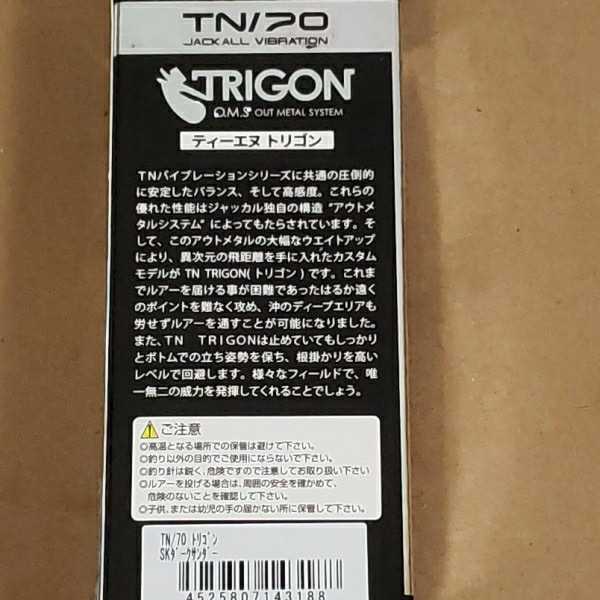 TN/70
JACKALL VIBRATION
TRIGON
O.M.S OUT METAL SYSTEM
ティーエヌ トリゴン
TNバイブレーションシリーズに共通の圧倒的
に安定したバランス、そして高感度。これらの
優れた性能はジャッカル独自の構造 "アウトメ
タルシステム" によってもたらされています。そ
して、このアウトメタルの大幅なウエイトアップ
により、異次元の飛距離を手に入れたカスタム
モデルが TN TRIGON(トリゴン)です。これま
でルアーを届ける事が困難であったはるか遠く
のポイントを難なく攻め、沖のディープエリアも
労せずルアーを通すことが可能になりました。
また、TN TRIGONは止めていてもしっかり
とボトムでの立ち姿勢を保ち、根掛かりを高い
レベルで回避します。様々なフィールドで、唯
一無二の威力を発揮してくれることでしょう。
ご注意
○高温となる場所での保管は避けて下さい。
○釣り以外の目的でご使用にならないで下さい。
○釣り針は鋭く、危険ですので注意してお取り扱い下さい
○ルアーを投げる場合は、周囲の安全を確かめて、
危険のないことを確認して下さい。
○子供、または幼児の手の届かない所に保管して下さい。
TN/70 トリゴン
SKダークサンダー
4525807143188